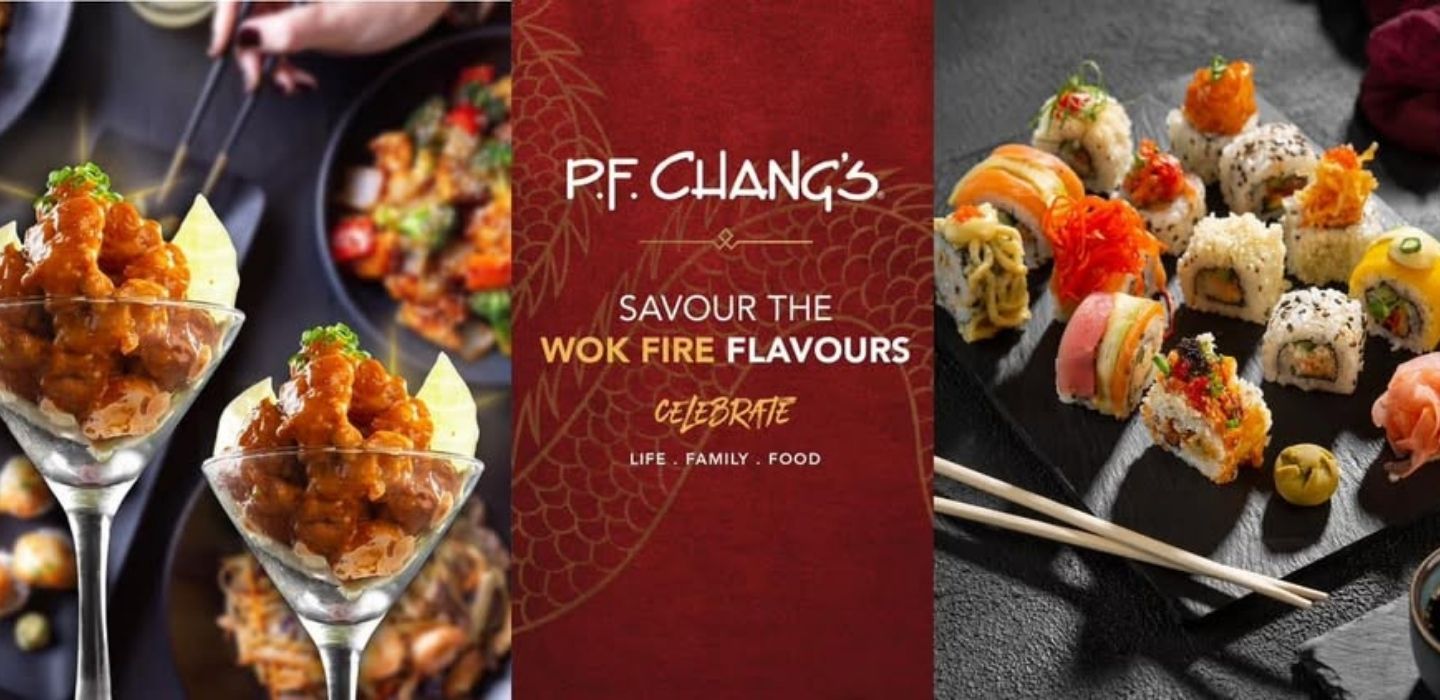 P.F. CHANG'S
SAVOUR THE
WOK FIRE FLAVOURS
CELEBRATE
LIFE . FAMILY . FOOD